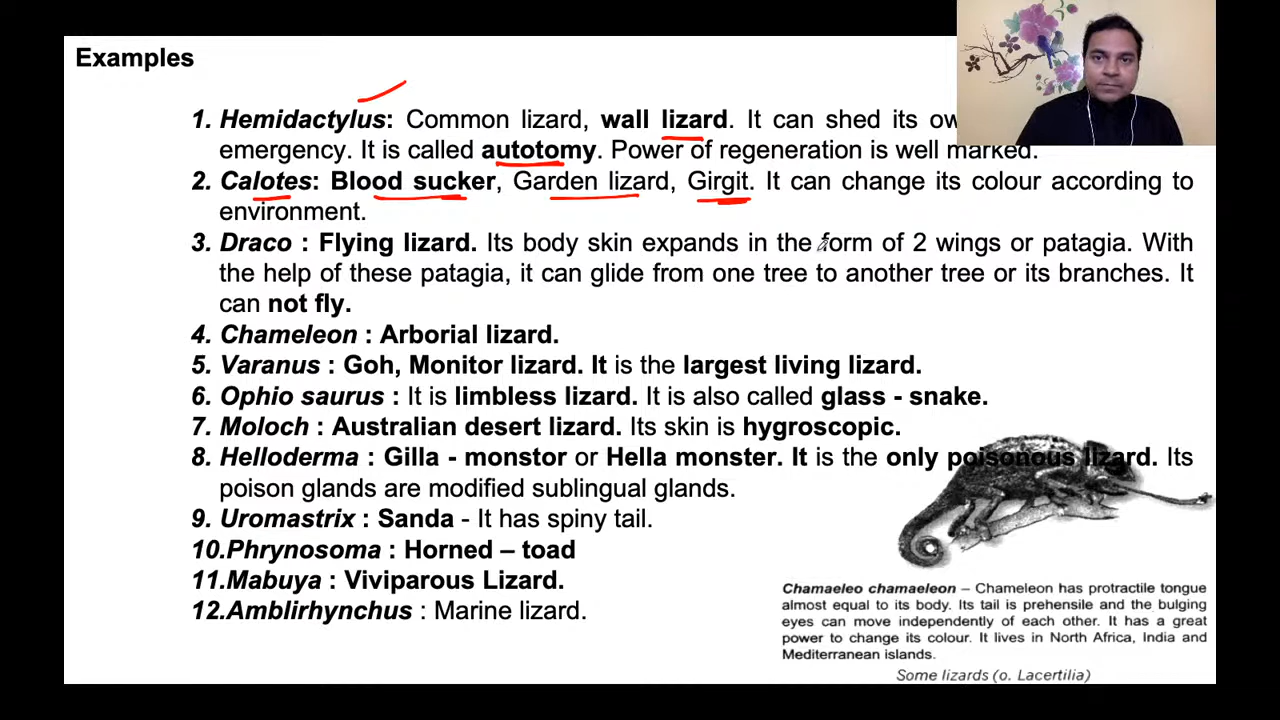 Examples
1. Hemidactylus: Common lizard, wall lizard. It can shed its
emergency. It is called autotomy. Power of regeneration is well marked.
2. Calotes: Blood sucker, Garden lizard, Girgit. It can change its colour according to
environment.
3. Draco : Flying lizard. Its body skin expands in the form of 2 wings or patagia. With
the help of these patagia, it can glide from one tree to another tree or its branches. It
can not fly.
4. Chameleon : Arborial lizard.
5. Varanus : Goh, Monitor lizard. It is the largest living lizard.
6. Ophio saurus : It is limbless lizard. It is also called glass - snake.
7. Moloch : Australian desert lizard. Its skin is hygroscopic.
8. Helloderma : Gilla - monstor or Hella monster. It is the only poisonous lizard. Its
poison glands are modified sublingual glands.
9. Uromastrix : Sanda - It has spiny tail.
10.Phrynosoma : Horned – toad
11.Mabuya : Viviparous Lizard.
12.Amblirhynchus : Marine lizard.
Chamaeleo chamaeleon – Chameleon has protractile tongue
almost equal to its body. Its tail is prehensile and the bulging
eyes can move independently of each other. It has a great
power to change its colour. It lives in North Africa, India and
Mediterranean islands.
Some lizards (o. Lacertilia)